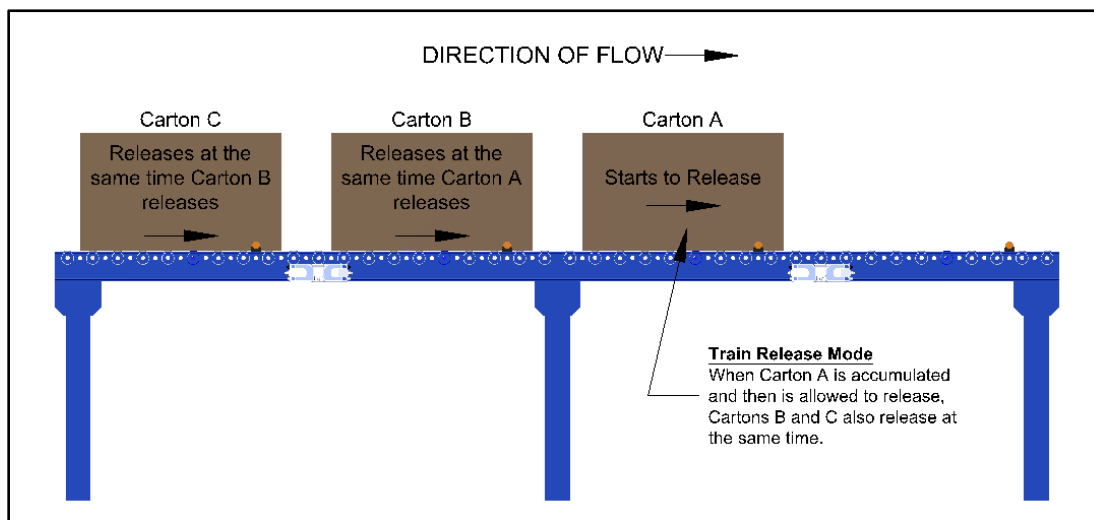 DIRECTION OF FLOW
Carton C
Carton B
Carton A
Releases at the
same time Carton B
releases
Releases at the
same time Carton A
releases
Starts to Release
Train Release Mode
When Carton A is accumulated
and then is allowed to release,
Cartons B and C also release at
the same time.